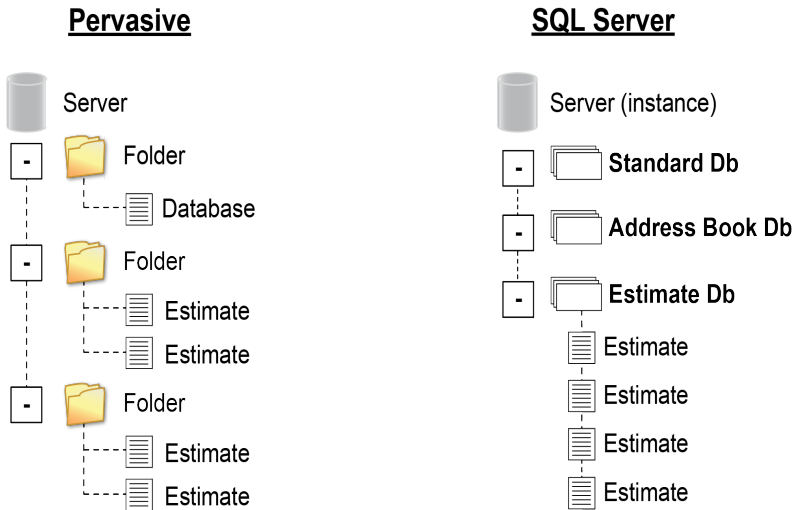 Pervasive
Server
Folder
Database
Folder
Estimate
Estimate
Folder
Estimate
Estimate
SQL Server
Server (instance)
Standard Db
Address Book Db
Estimate Db
Estimate
Estimate
Estimate
Estimate